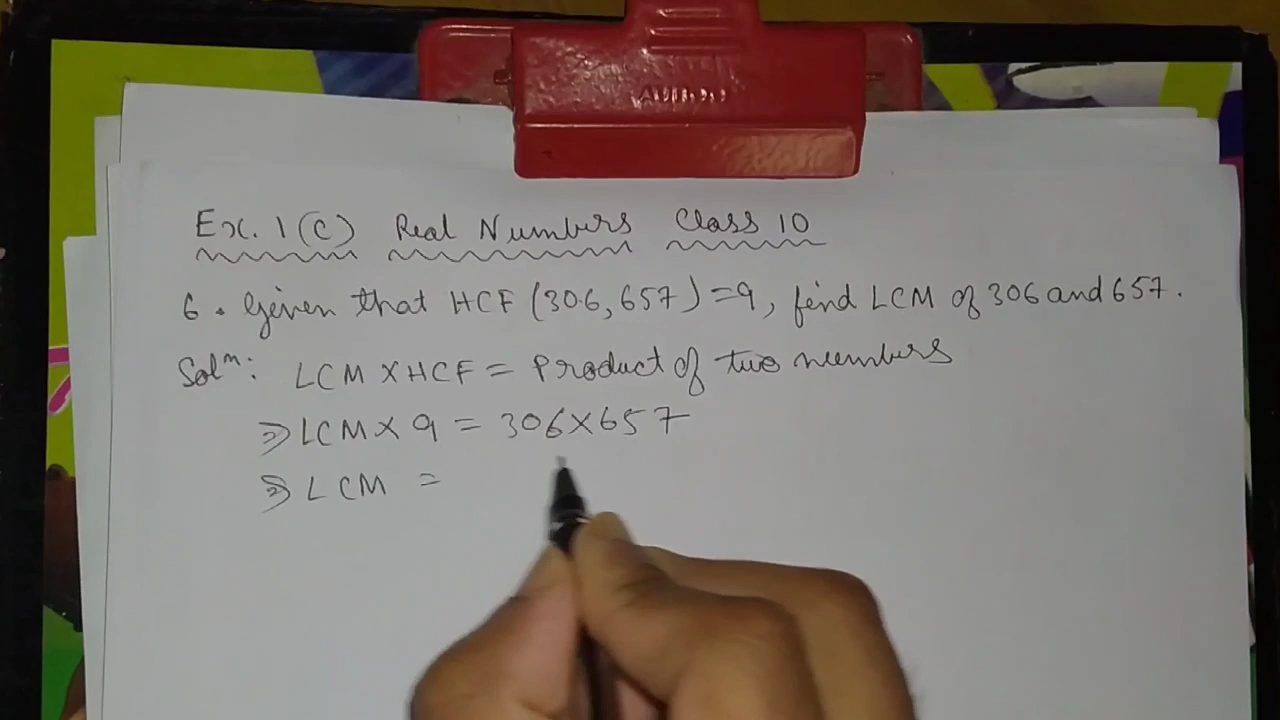 Ex. 1(C) Real Numbers Class 10
6. Given that HCF (306, 657) = 9, find LCM of 306 and 657.
Solⁿ: LCM X HCF = Product of two numbers
⇒ LCM X 9 = 306 X 657
⇒ LCM =